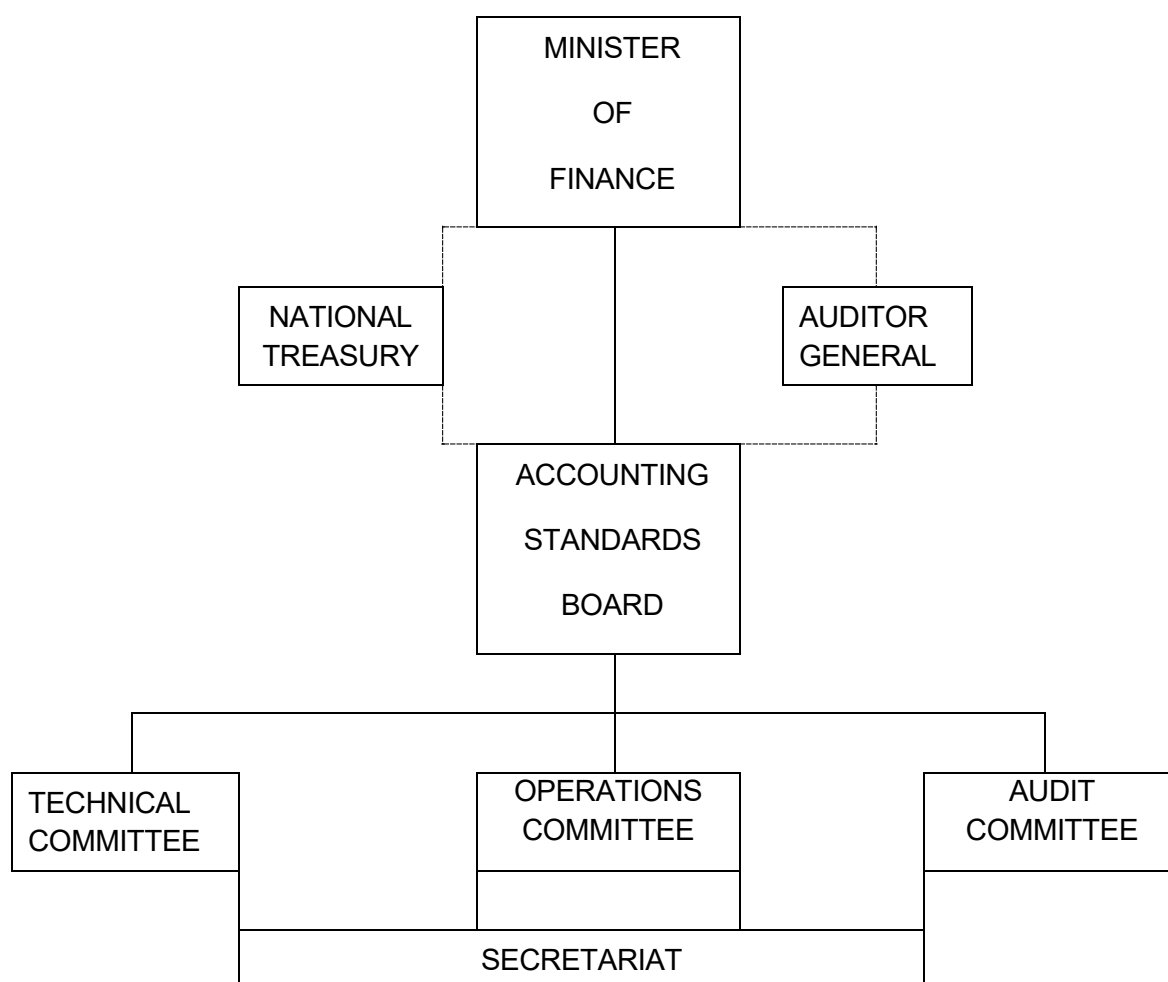 MINISTER
OF
FINANCE
NATIONAL
TREASURY
AUDITOR
GENERAL
ACCOUNTING
STANDARDS
BOARD
TECHNICAL
COMMITTEE
OPERATIONS
COMMITTEE
AUDIT
COMMITTEE
SECRETARIAT